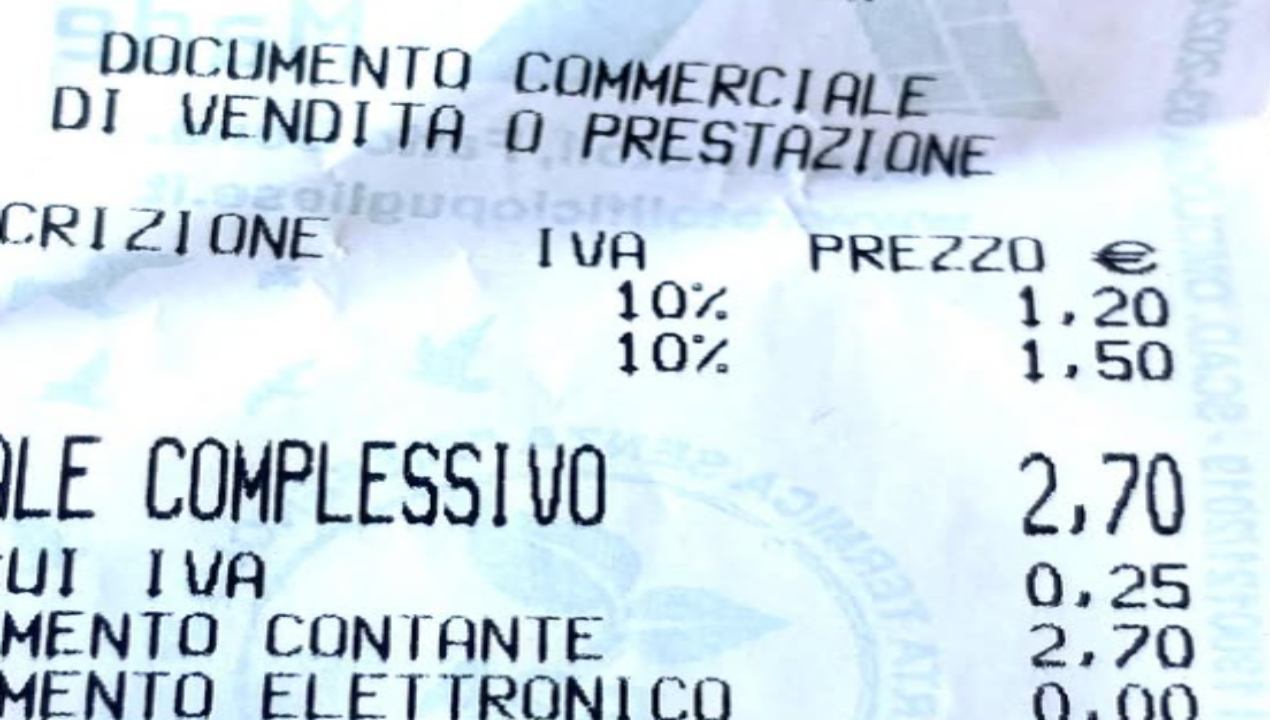 DOCUMENTO COMMERCIALE
DI VENDITA O PRESTAZIONE
CRIZIONE IVA PREZZO €
10% 1,20
10% 1,50
ALE COMPLESSIVO 2,70
CUI IVA 0,25
MENTO CONTANTE 2,70
MENTO ELETTRONICO 0,00